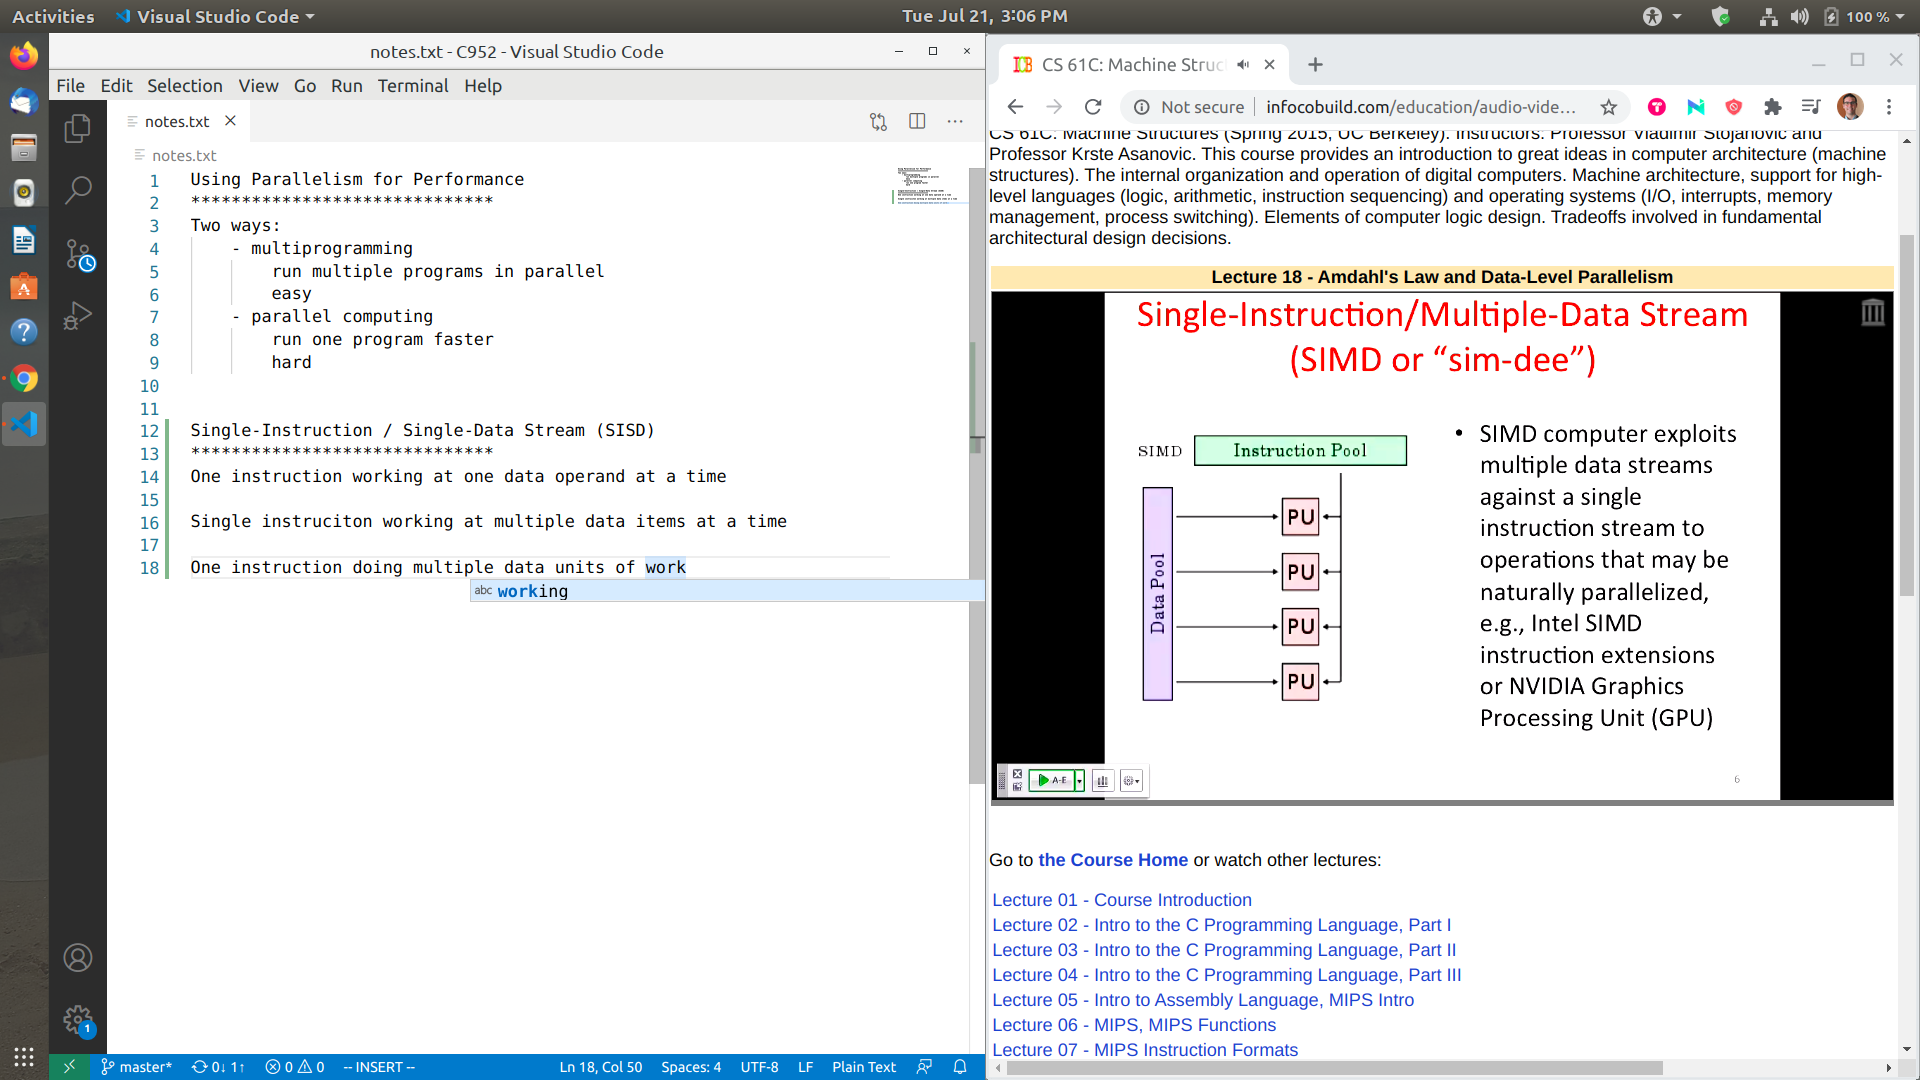 Activities
Visual Studio Code
Tue Jul 21, 3:06 PM
100 %
notes.txt - C952 - Visual Studio Code
File Edit Selection View Go Run Terminal Help
notes.txt
notes.txt
1 Using Parallelism for Performance
2 ******************************
3 Two ways:
4 - multiprogramming
5 run multiple programs in parallel
6 easy
7 - parallel computing
8 run one program faster
9 hard
10
11
12 Single-Instruction / Single-Data Stream (SISD)
13 ******************************
14 One instruction working at one data operand at a time
15
16 Single instruciton working at multiple data items at a time
17
18 One instruction doing multiple data units of work
abc working
1
master* 0↓ 1↑ 0 0 -- INSERT -- Ln 18, Col 50 Spaces: 4 UTF-8 LF Plain Text
CS 61C: Machine Struc
Not secure infocobuild.com/education/audio-vide...
CS 61C: Machine Structures (Spring 2015, UC Berkeley). Instructors: Professor Vladimir Stojanovic and
Professor Krste Asanovic. This course provides an introduction to great ideas in computer architecture (machine
structures). The internal organization and operation of digital computers. Machine architecture, support for high-
level languages (logic, arithmetic, instruction sequencing) and operating systems (I/O, interrupts, memory
management, process switching). Elements of computer logic design. Tradeoffs involved in fundamental
architectural design decisions.
Lecture 18 - Amdahl's Law and Data-Level Parallelism
Single-Instruction/Multiple-Data Stream
(SIMD or “sim-dee”)
SIMD Instruction Pool
Data Pool
PU
PU
PU
PU
• SIMD computer exploits
multiple data streams
against a single
instruction stream to
operations that may be
naturally parallelized,
e.g., Intel SIMD
instruction extensions
or NVIDIA Graphics
Processing Unit (GPU)
6
A-E
Go to the Course Home or watch other lectures:
Lecture 01 - Course Introduction
Lecture 02 - Intro to the C Programming Language, Part I
Lecture 03 - Intro to the C Programming Language, Part II
Lecture 04 - Intro to the C Programming Language, Part III
Lecture 05 - Intro to Assembly Language, MIPS Intro
Lecture 06 - MIPS, MIPS Functions
Lecture 07 - MIPS Instruction Formats